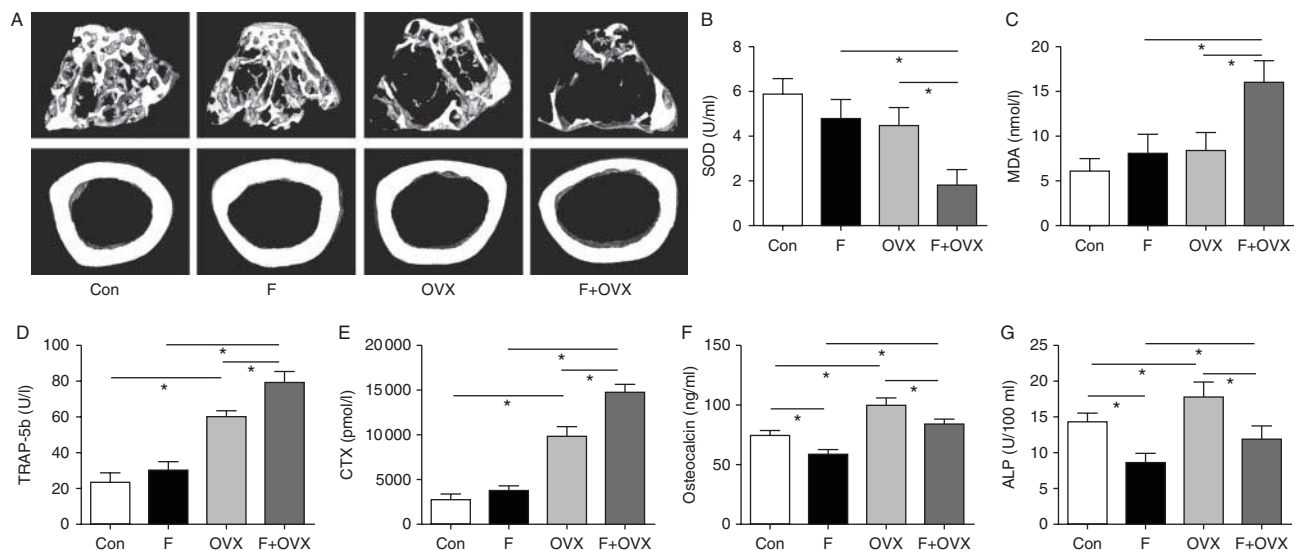 A
Con
F
OVX
F+OVX
B
SOD (U/ml)
8
6
4
2
0
*
*
Con
F
OVX
F+OVX
C
MDA (nmol/l)
20
15
10
5
0
*
*
Con
F
OVX
F+OVX
D
TRAP-5b (U/l)
100
80
60
40
20
0
*
*
*
Con
F
OVX
F+OVX
E
CTX (pmol/l)
20 000
15 000
10 000
5000
0
*
*
*
Con
F
OVX
F+OVX
F
Osteocalcin (ng/ml)
150
100
50
0
*
*
*
*
Con
F
OVX
F+OVX
G
ALP (U/100 ml)
25
20
15
10
5
0
*
*
*
*
Con
F
OVX
F+OVX